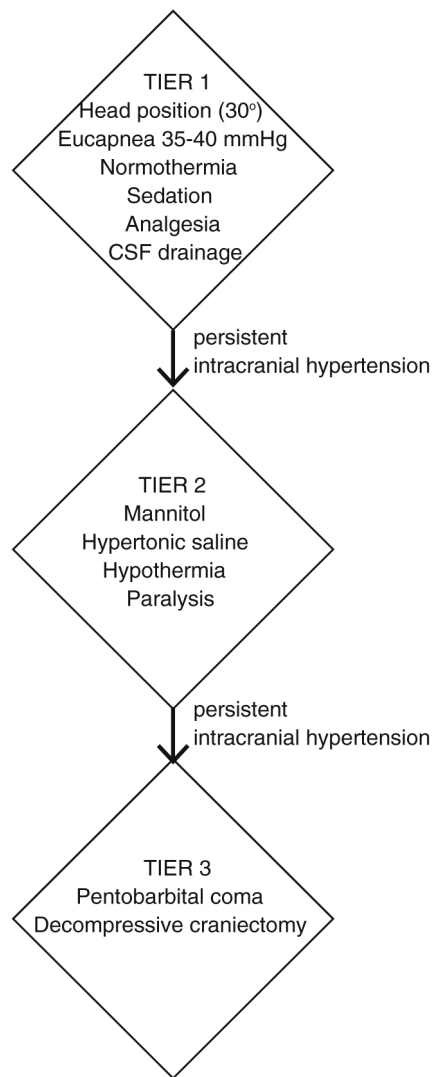 TIER 1
Head position (30º)
Eucapnea 35-40 mmHg
Normothermia
Sedation
Analgesia
CSF drainage
persistent
intracranial hypertension
TIER 2
Mannitol
Hypertonic saline
Hypothermia
Paralysis
persistent
intracranial hypertension
TIER 3
Pentobarbital coma
Decompressive craniectomy